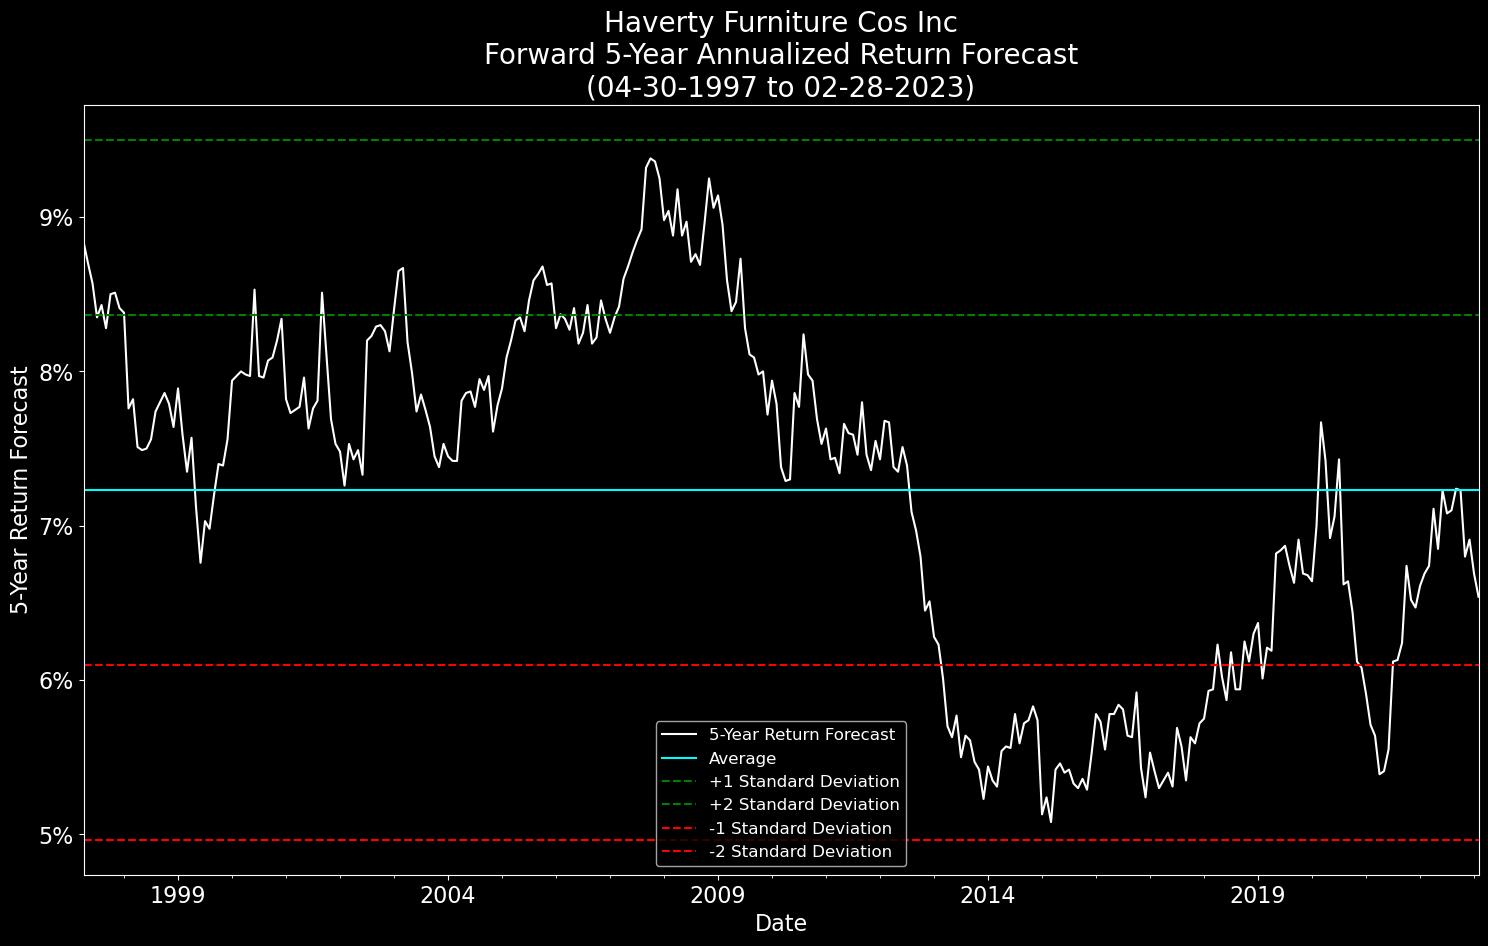 Haverty Furniture Cos Inc
Forward 5-Year Annualized Return Forecast
(04-30-1997 to 02-28-2023)
5-Year Return Forecast
9%
8%
7%
6%
5%
5-Year Return Forecast
Average
+1 Standard Deviation
+2 Standard Deviation
-1 Standard Deviation
-2 Standard Deviation
1999
2004
2009
2014
2019
Date